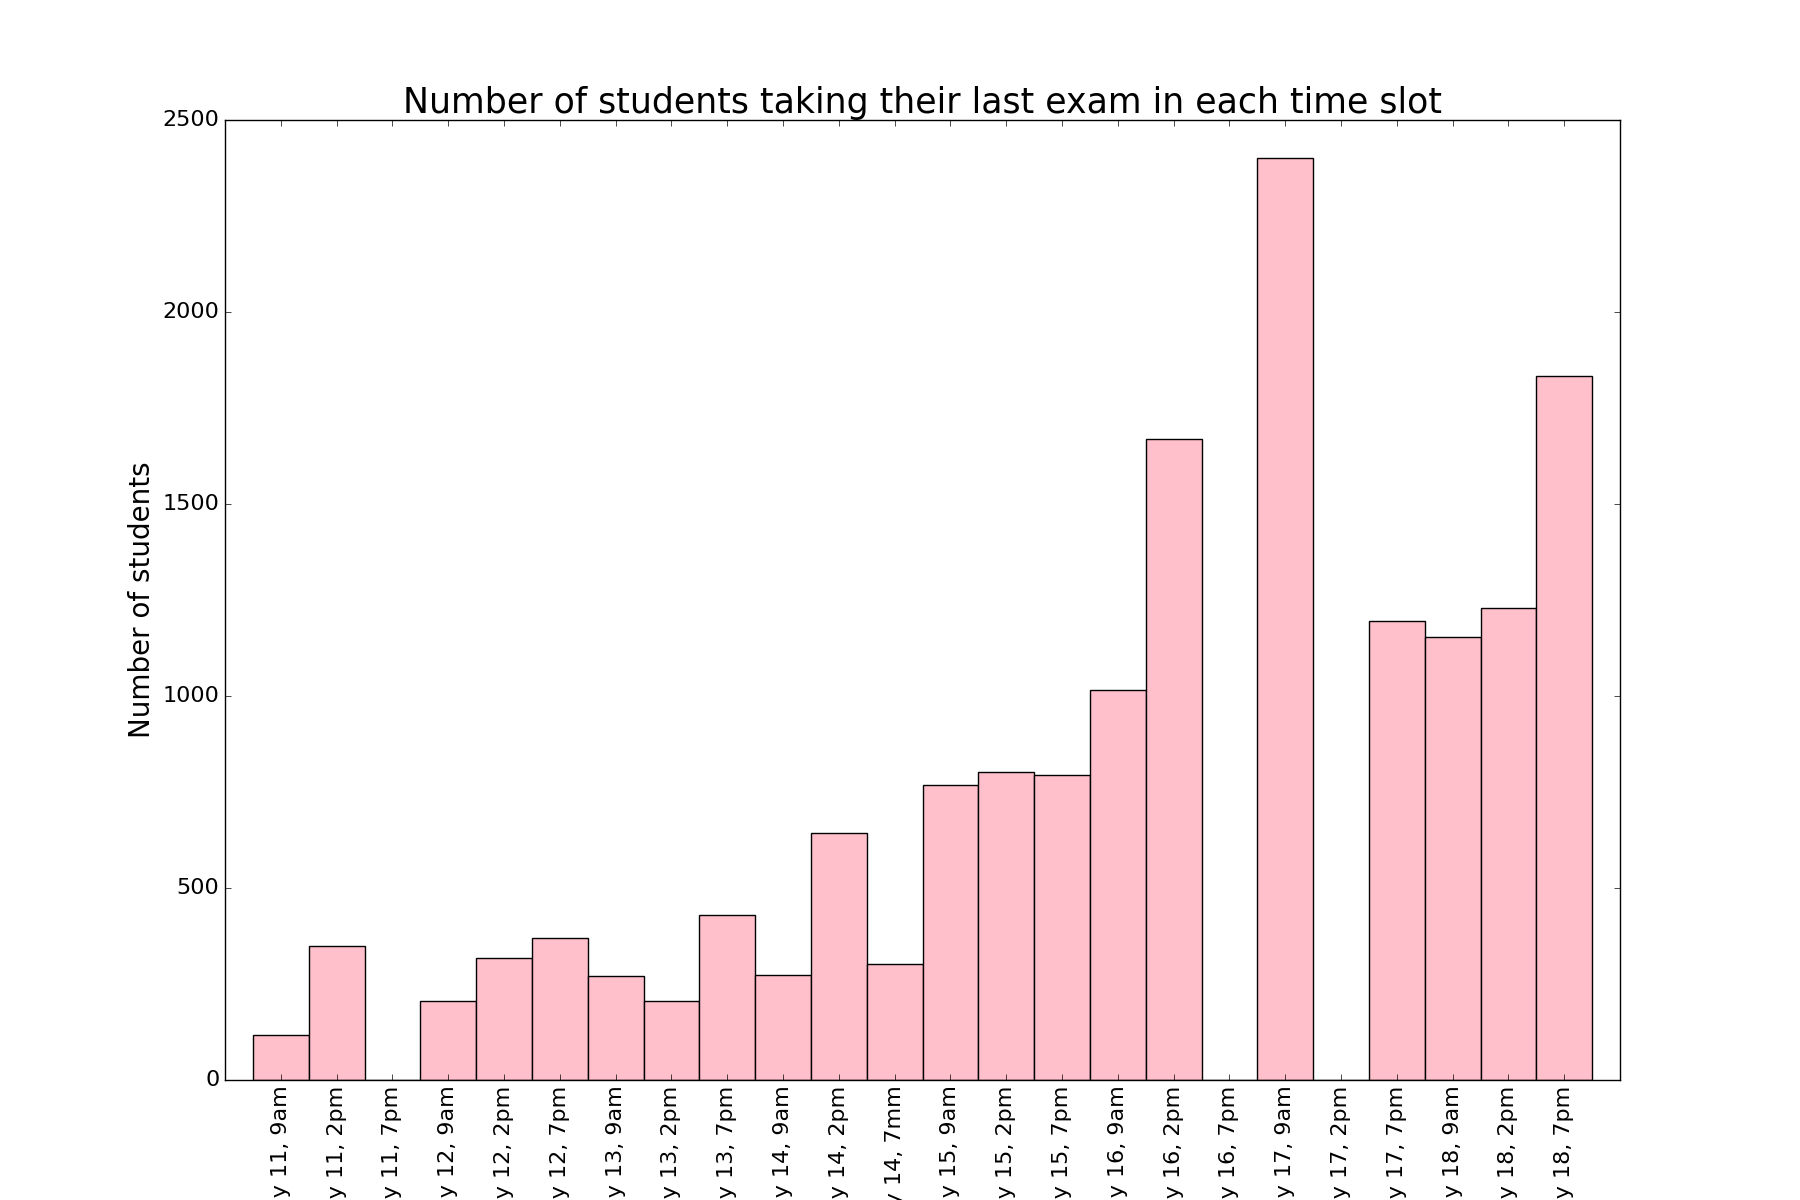 Number of students taking their last exam in each time slot
2500
2000
1500
1000
500
0
Number of students
y 11, 9am
y 11, 2pm
y 11, 7pm
y 12, 9am
y 12, 2pm
y 12, 7pm
y 13, 9am
y 13, 2pm
y 13, 7pm
y 14, 9am
y 14, 2pm
y 14, 7mm
y 15, 9am
y 15, 2pm
y 15, 7pm
y 16, 9am
y 16, 2pm
y 16, 7pm
y 17, 9am
y 17, 2pm
y 17, 7pm
y 18, 9am
y 18, 2pm
y 18, 7pm